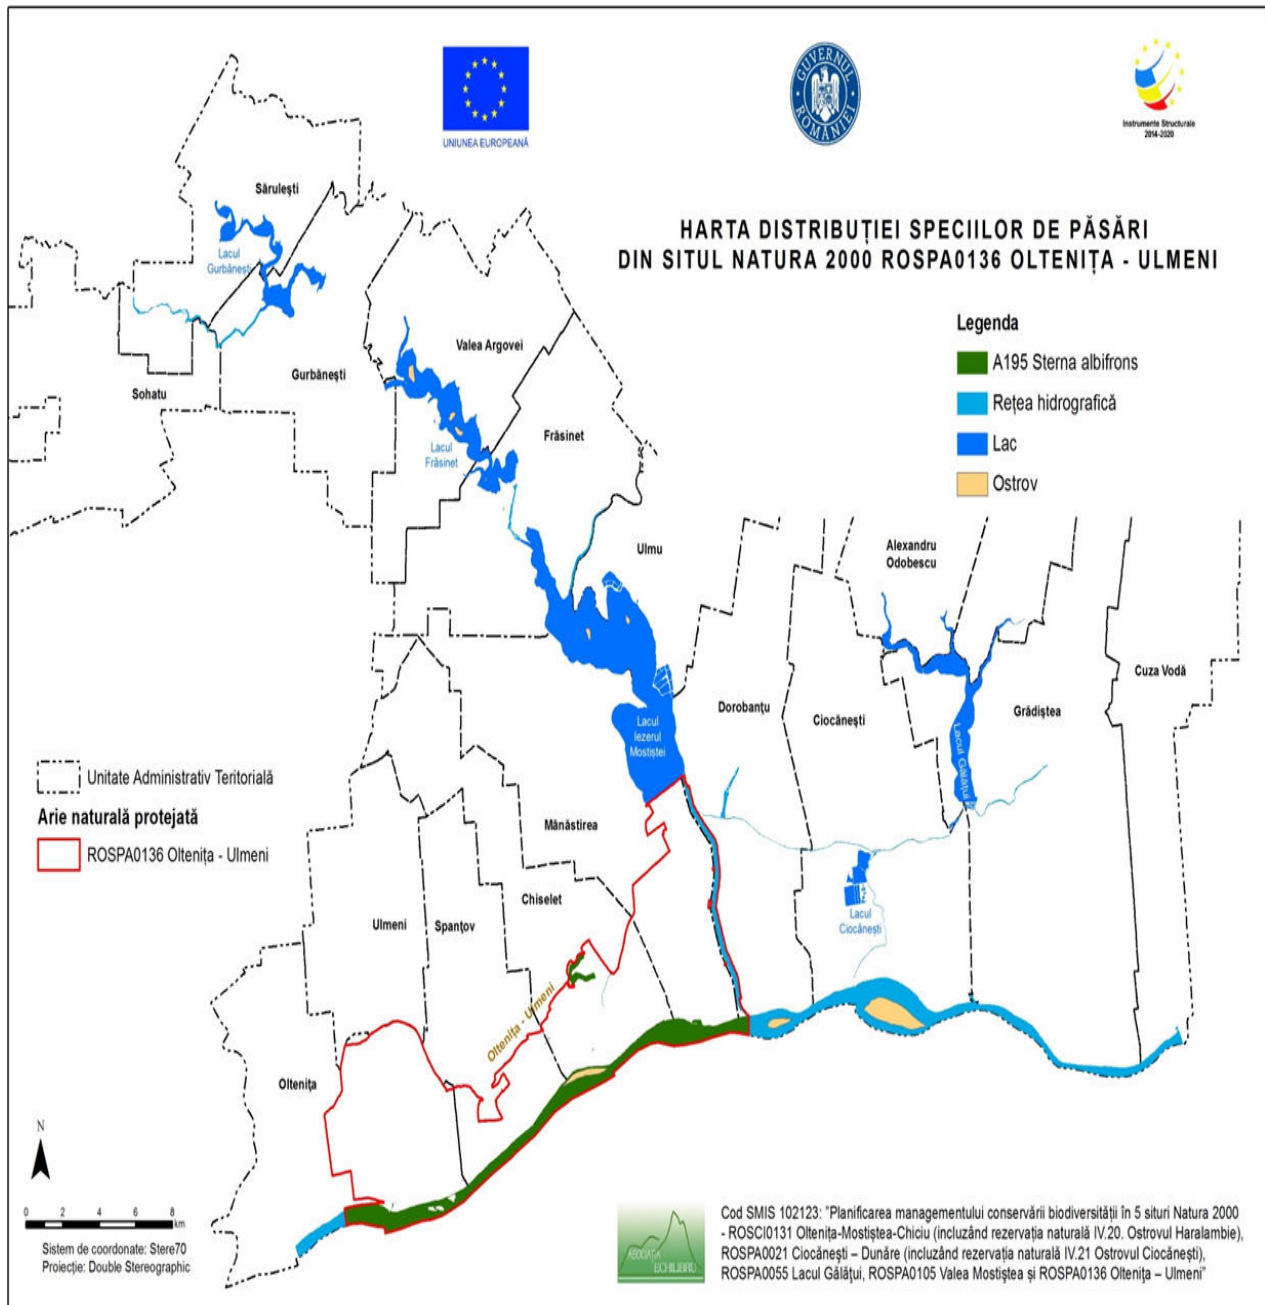 UNIUNEA EUROPEANĂ
GUVERNUL ROMÂNIEI
Instrumente Structurale
2014-2020
HARTA DISTRIBUȚIEI SPECIILOR DE PĂSĂRI
DIN SITUL NATURA 2000 ROSPA0136 OLTENIȚA - ULMENI
Legenda
A195 Sterna albifrons
Rețea hidrografică
Lac
Ostrov
Sărulești
Lacul
Gurbănești
Sohatu
Gurbănești
Valea Argovei
Lacul
Frăsinet
Frăsinet
Ulmu
Alexandru
Odobescu
Cuza Vodă
Dorobanțu
Ciocănești
Grădiștea
Lacul
Iezerul
Mostiștei
Lacul Gălățui
Unitate Administrativ Teritorială
Arie naturală protejată
ROSPA0136 Oltenița - Ulmeni
Mânăstirea
Chiselet
Ulmeni
Spanțov
Lacul
Ciocănești
Oltenița - Ulmeni
Oltenița
N
0 2 4 6 8
km
Sistem de coordonate: Stere70
Proiecție: Double Stereographic
ASOCIAȚIA
ECHILIBRU
Cod SMIS 102123: "Planificarea managementului conservării biodiversității în 5 situri Natura 2000
- ROSCI0131 Oltenița-Mostiștea-Chiciu (incluzând rezervația naturală IV.20. Ostrovul Haralambie),
ROSPA0021 Ciocănești – Dunăre (incluzând rezervația naturală IV.21 Ostrovul Ciocănești),
ROSPA0055 Lacul Gălățui, ROSPA0105 Valea Mostiștea și ROSPA0136 Oltenița – Ulmeni"